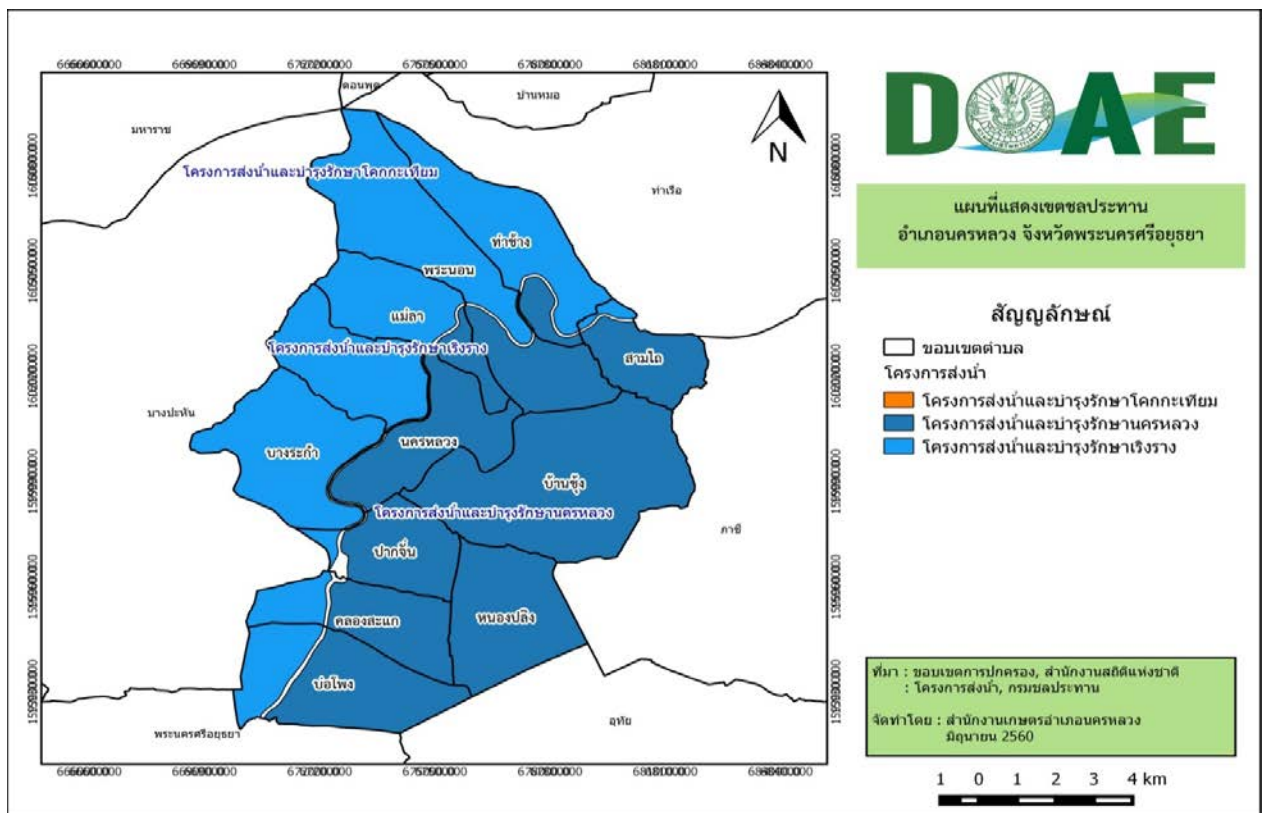 DOAE
แผนที่แสดงเขตชลประทาน
อำเภอนครหลวง จังหวัดพระนครศรีอยุธยา
สัญญลักษณ์
ขอบเขตตำบล
โครงการส่งน้ำ
โครงการส่งน้ำและบำรุงรักษาโคกกะเทียม
โครงการส่งน้ำและบำรุงรักษานครหลวง
โครงการส่งน้ำและบำรุงรักษาเริงราง
ที่มา : ขอบเขตการปกครอง, สำนักงานสถิติแห่งชาติ
: โครงการส่งน้ำ, กรมชลประทาน
จัดทำโดย : สำนักงานเกษตรอำเภอนครหลวง
มิถุนายน 2560
1 0 1 2 3 4 km
N
ดอนพุด
บ้านหมอ
มหาราช
โครงการส่งน้ำและบำรุงรักษาโคกกะเทียม
ท่าเรือ
ท่าช้าง
พระนอน
แม่ลา
โครงการส่งน้ำและบำรุงรักษาเริงราง
สามไถ
บางปะหัน
นครหลวง
บางระกำ
บ้านชุ้ง
โครงการส่งน้ำและบำรุงรักษานครหลวง
ภาชี
ปากจั่น
คลองสะแก
หนองปลิง
บ่อโพง
อุทัย
พระนครศรีอยุธยา